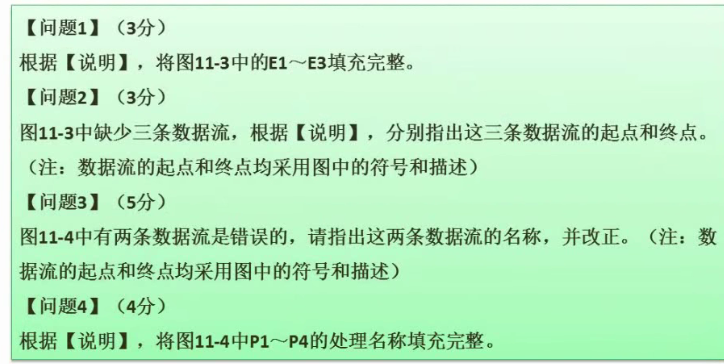 【问题1】（3分）
根据【说明】，将图11-3中的E1～E3填充完整。
【问题2】（3分）
图11-3中缺少三条数据流，根据【说明】，分别指出这三条数据流的起点和终点。
（注：数据流的起点和终点均采用图中的符号和描述）
【问题3】（5分）
图11-4中有两条数据流是错误的，请指出这两条数据流的名称，并改正。（注：数
据流的起点和终点均采用图中的符号和描述）
【问题4】（4分）
根据【说明】，将图11-4中P1～P4的处理名称填充完整。